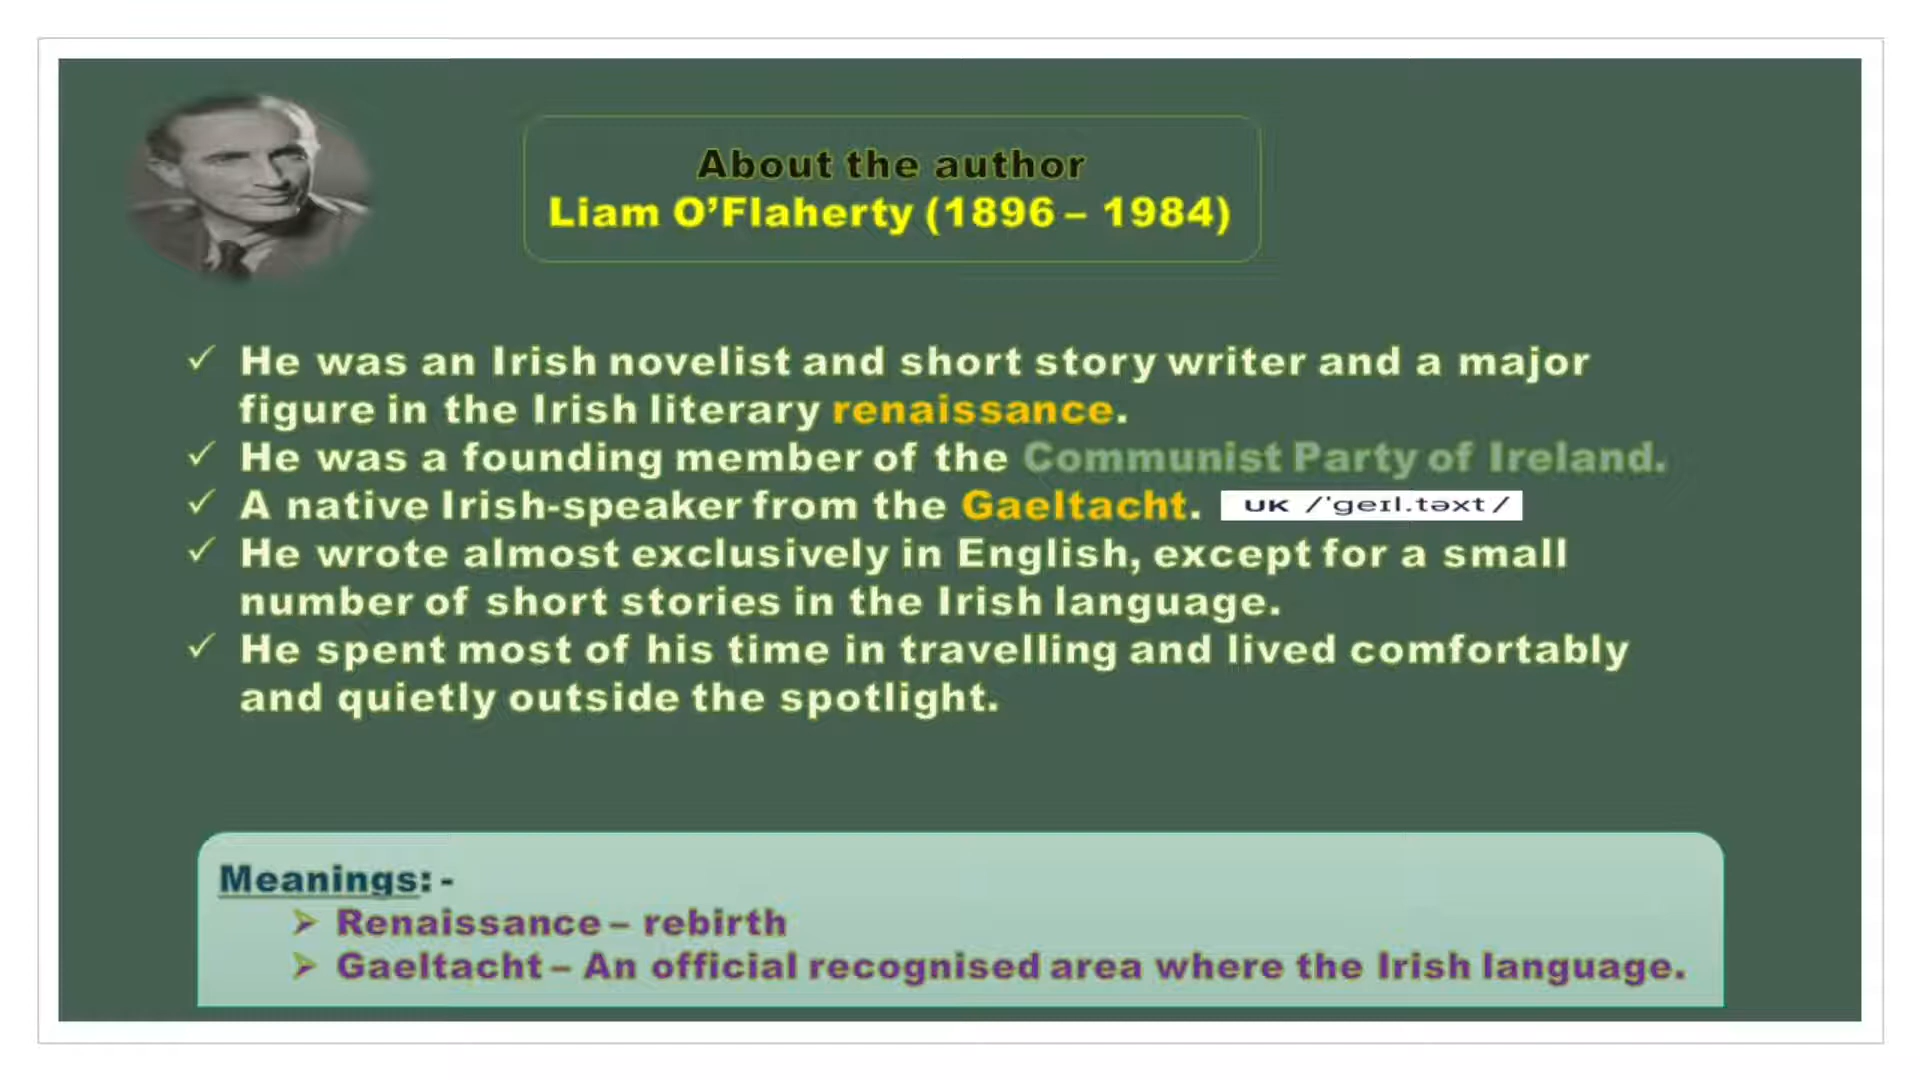 About the author
Liam O’Flaherty (1896 – 1984)
✓ He was an Irish novelist and short story writer and a major
figure in the Irish literary renaissance.
✓ He was a founding member of the Communist Party of Ireland.
✓ A native Irish-speaker from the Gaeltacht. UK /ˈɡeɪl.təxt/
✓ He wrote almost exclusively in English, except for a small
number of short stories in the Irish language.
✓ He spent most of his time in travelling and lived comfortably
and quietly outside the spotlight.
Meanings: -
➢ Renaissance – rebirth
➢ Gaeltacht – An official recognised area where the Irish language.